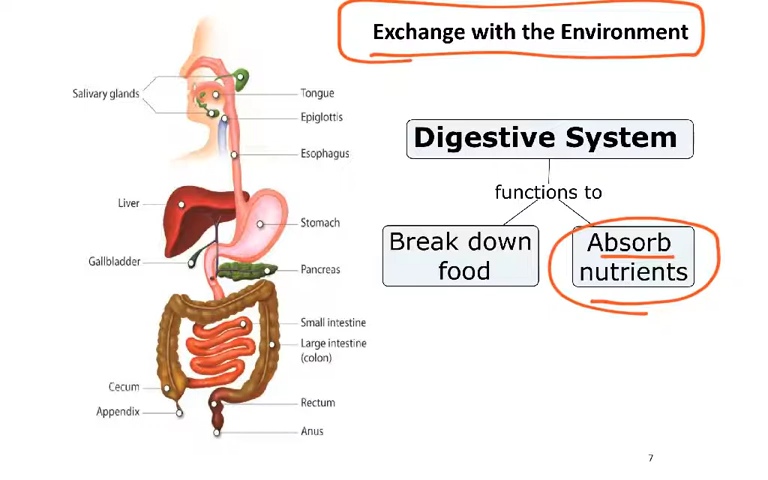 Exchange with the Environment
Salivary glands
Tongue
Epiglottis
Esophagus
Liver
Stomach
Gallbladder
Pancreas
Small intestine
Large intestine
(colon)
Cecum
Appendix
Rectum
Anus
Digestive System
functions to
Break down
food
Absorb
nutrients
7